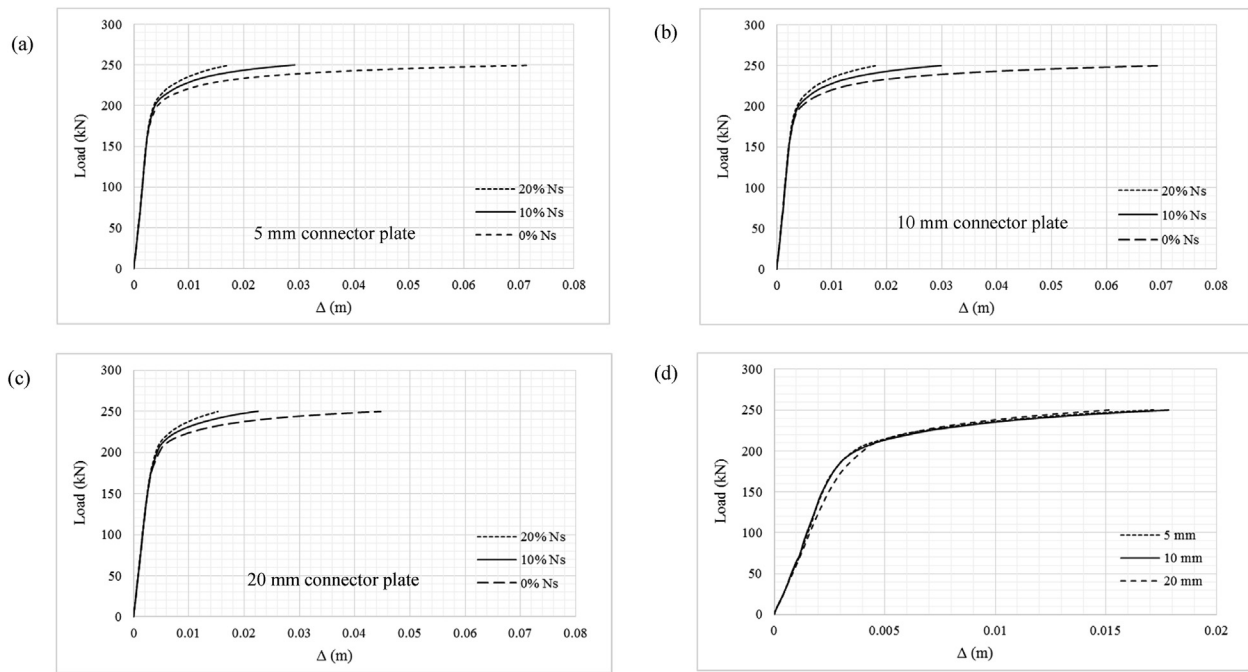 (a)
300
250
200
150
100
50
0
Load (kN)
20% Ns
10% Ns
0% Ns
5 mm connector plate
0 0.01 0.02 0.03 0.04 0.05 0.06 0.07 0.08
Δ (m)
(b)
300
250
200
150
100
50
0
Load (kN)
20% Ns
10% Ns
0% Ns
10 mm connector plate
0 0.01 0.02 0.03 0.04 0.05 0.06 0.07 0.08
Δ (m)
(c)
300
250
200
150
100
50
0
Load (kN)
20% Ns
10% Ns
0% Ns
20 mm connector plate
0 0.01 0.02 0.03 0.04 0.05 0.06 0.07 0.08
Δ (m)
(d)
300
250
200
150
100
50
0
Load (kN)
5 mm
10 mm
20 mm
0 0.005 0.01 0.015 0.02
Δ (m)